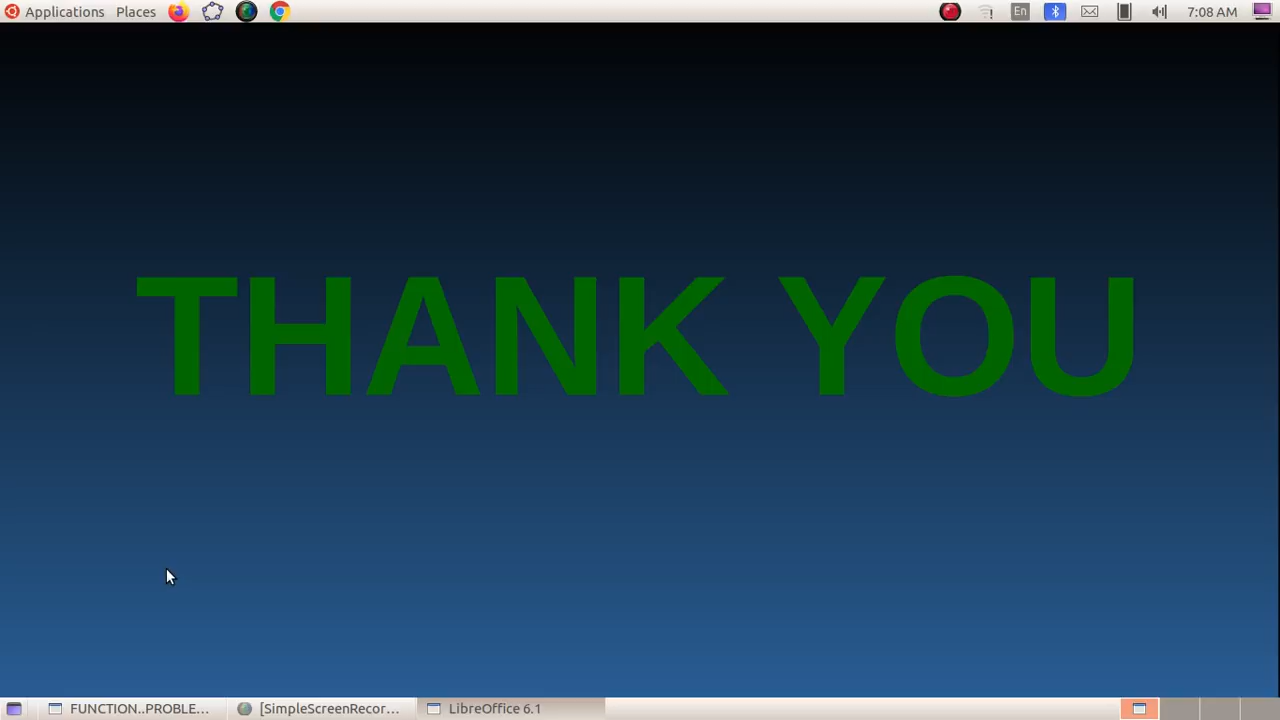 Applications Places En 7:08 AM
THANK YOU
FUNCTION..PROBLE... [SimpleScreenRecor... LibreOffice 6.1